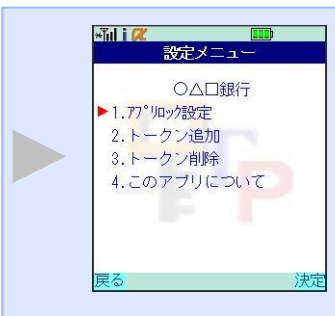 設定メニュー
○△□銀行
1.ｱﾌﾟﾘﾛｯｸ設定
2.トークン追加
3.トークン削除
4.このアプリについて
戻る 決定